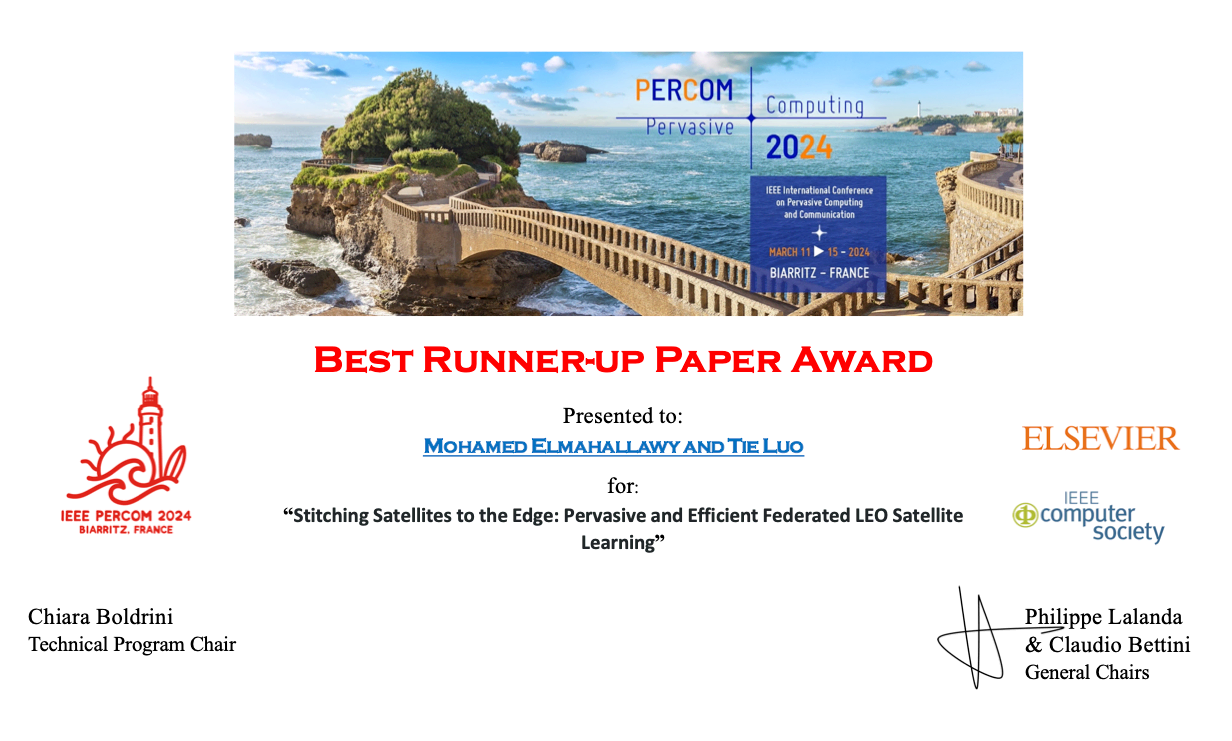 PERCOM
Pervasive
Computing
2024
IEEE International Conference
on Pervasive Computing
and Communication
MARCH 11 ▶ 15 - 2024
BIARRITZ - FRANCE
BEST RUNNER-UP PAPER AWARD
Presented to:
MOHAMED ELMAHALLAWY AND TIE LUO
for:
“Stitching Satellites to the Edge: Pervasive and Efficient Federated LEO Satellite
Learning”
IEEE PERCOM 2024
BIARRITZ, FRANCE
ELSEVIER
IEEE
computer
society
Chiara Boldrini
Technical Program Chair
Philippe Lalanda
& Claudio Bettini
General Chairs